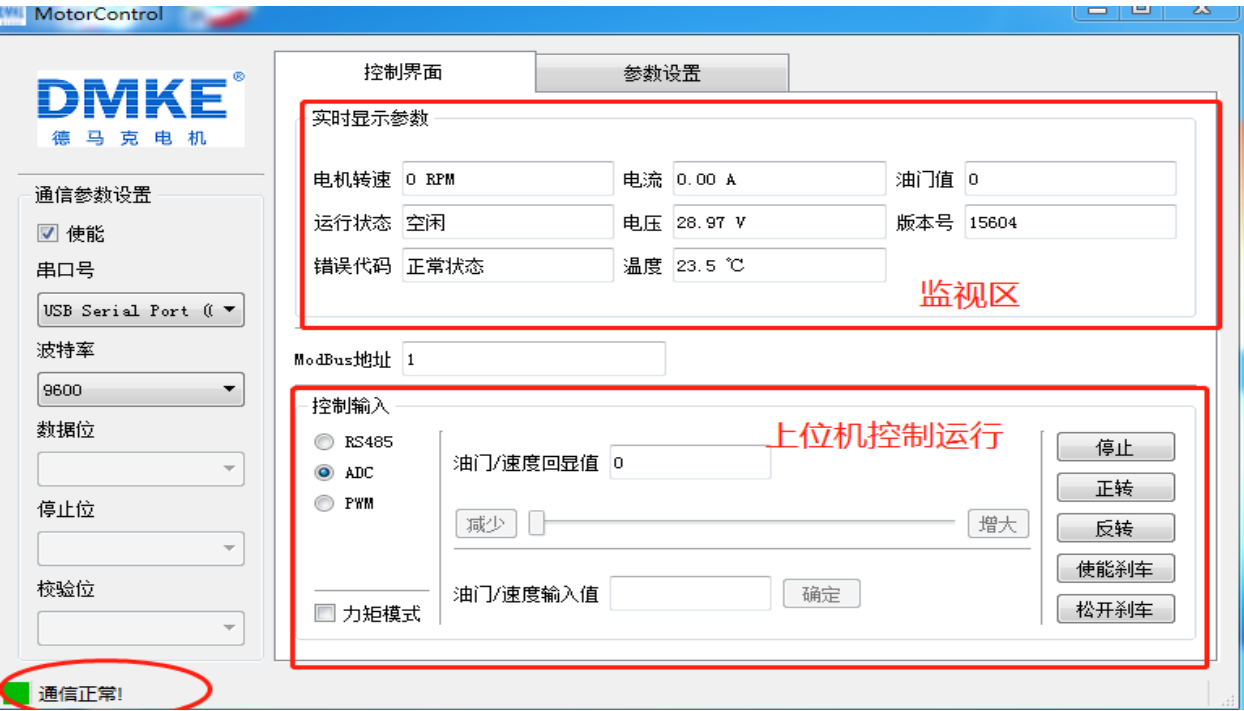 MotorControl
DMKE®
德马克电机
通信参数设置
使能
串口号
USB Serial Port (
波特率
9600
数据位
停止位
校验位
通信正常!
控制界面
参数设置
实时显示参数
电机转速 0 RPM 电流 0.00 A 油门值 0
运行状态 空闲 电压 28.97 V 版本号 15604
错误代码 正常状态 温度 23.5 ℃
监视区
ModBus地址 1
控制输入
上位机控制运行
RS485
ADC
PWM
力矩模式
油门/速度回显值 0
减少 增大
油门/速度输入值 确定
停止
正转
反转
使能刹车
松开刹车